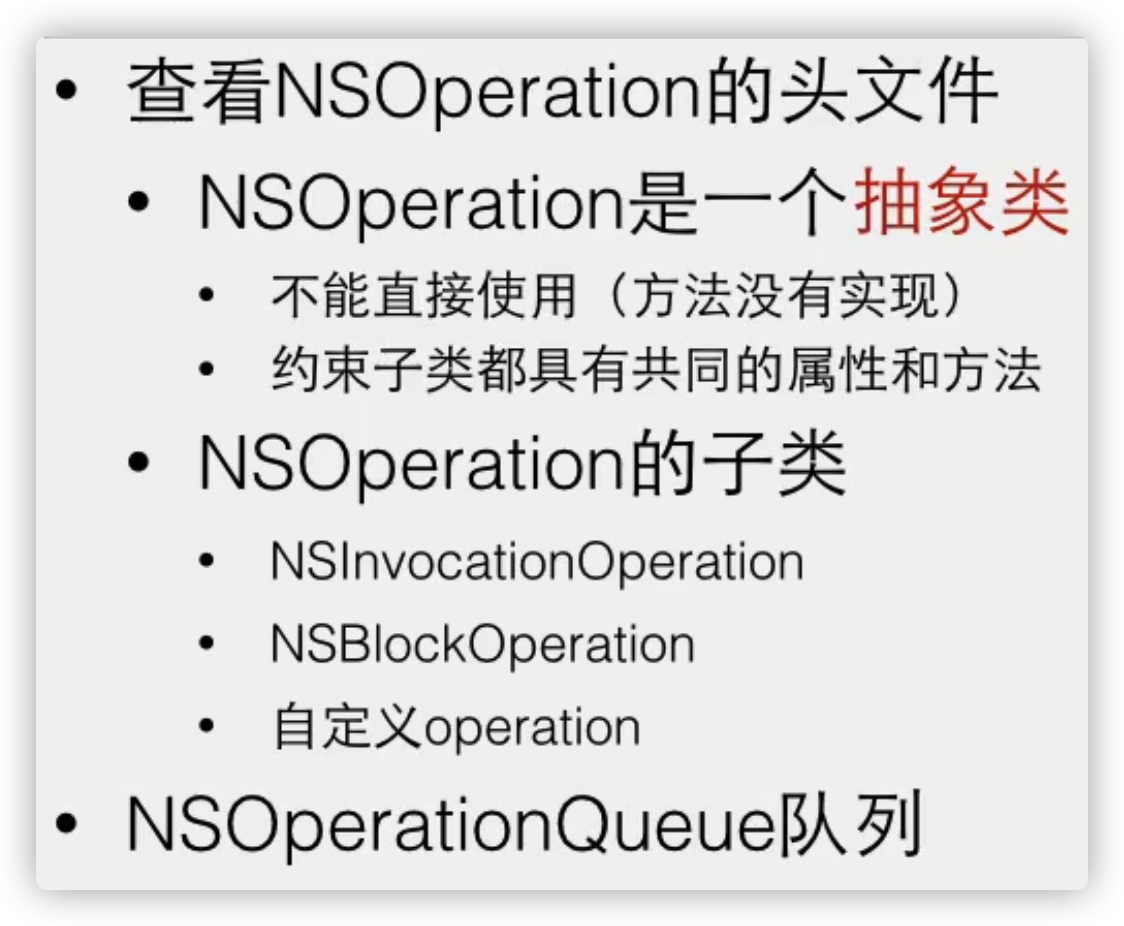 • 查看NSOperation的头文件
• NSOperation是一个抽象类
• 不能直接使用（方法没有实现）
• 约束子类都具有共同的属性和方法
• NSOperation的子类
• NSInvocationOperation
• NSBlockOperation
• 自定义operation
• NSOperationQueue队列